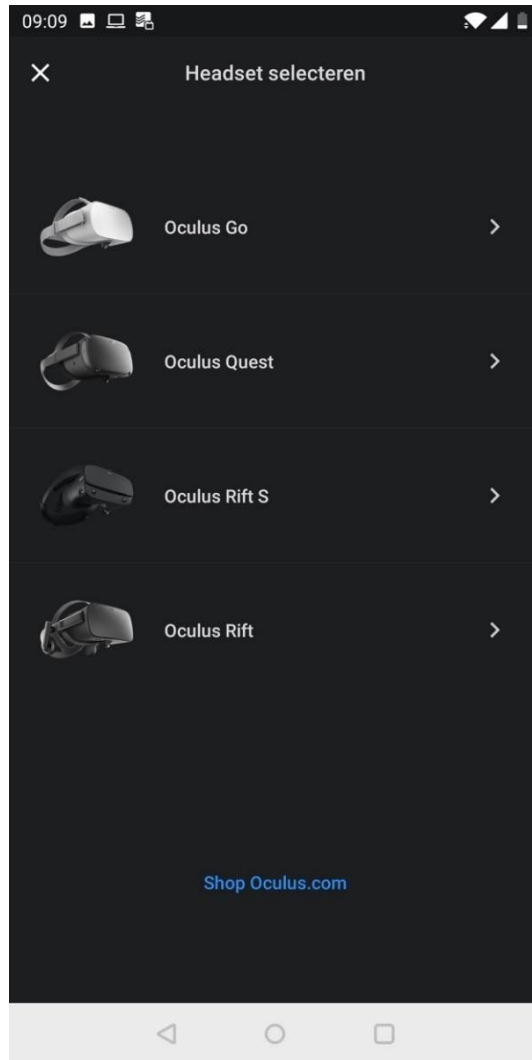 09:09
Headset selecteren
Oculus Go
Oculus Quest
Oculus Rift S
Oculus Rift
Shop Oculus.com